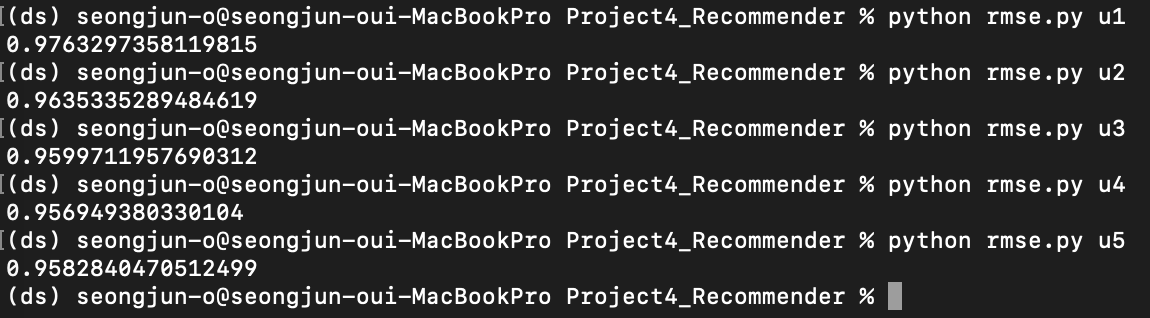 [(ds) seongjun-o@seongjun-oui-MacBookPro Project4_Recommender % python rmse.py u1
0.9763297358119815
[(ds) seongjun-o@seongjun-oui-MacBookPro Project4_Recommender % python rmse.py u2
0.9635335289484619
[(ds) seongjun-o@seongjun-oui-MacBookPro Project4_Recommender % python rmse.py u3
0.9599711957690312
[(ds) seongjun-o@seongjun-oui-MacBookPro Project4_Recommender % python rmse.py u4
0.956949380330104
[(ds) seongjun-o@seongjun-oui-MacBookPro Project4_Recommender % python rmse.py u5
0.9582840470512499
(ds) seongjun-o@seongjun-oui-MacBookPro Project4_Recommender %